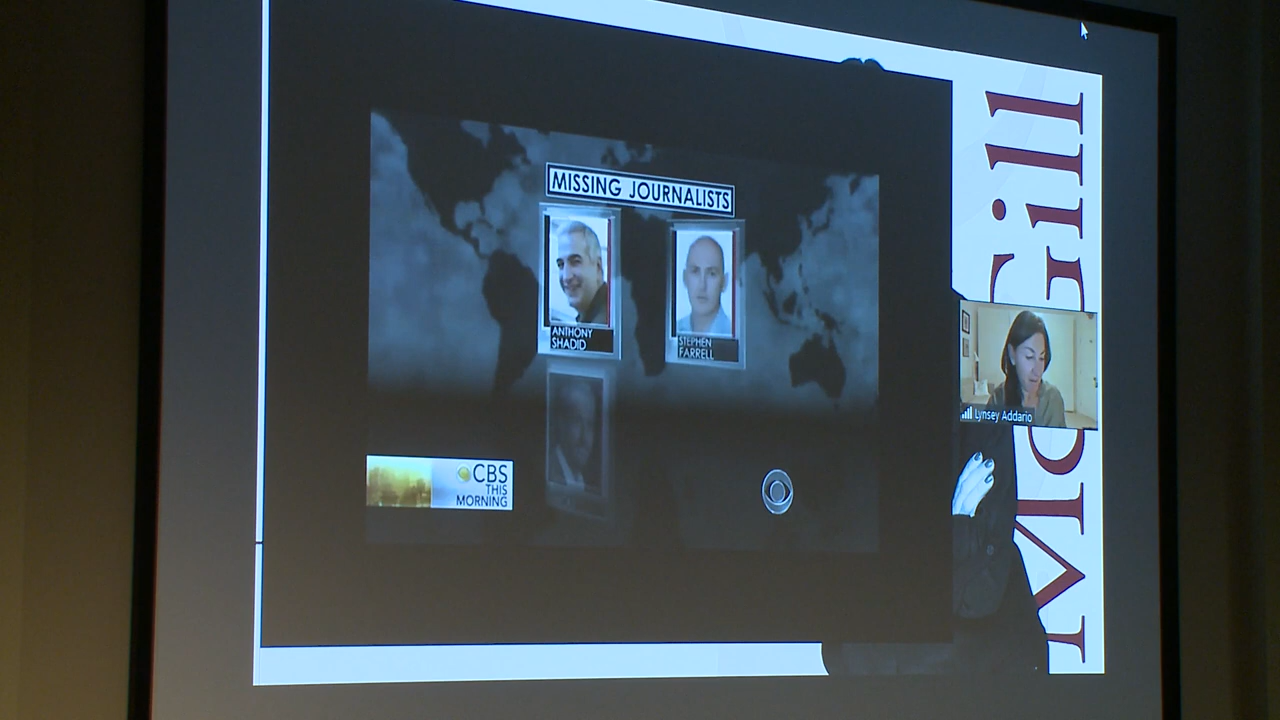 MISSING JOURNALISTS
ANTHONY
SHADID
STEPHEN
FARRELL
CBS
THIS
MORNING
McGill
Lynsey Addario